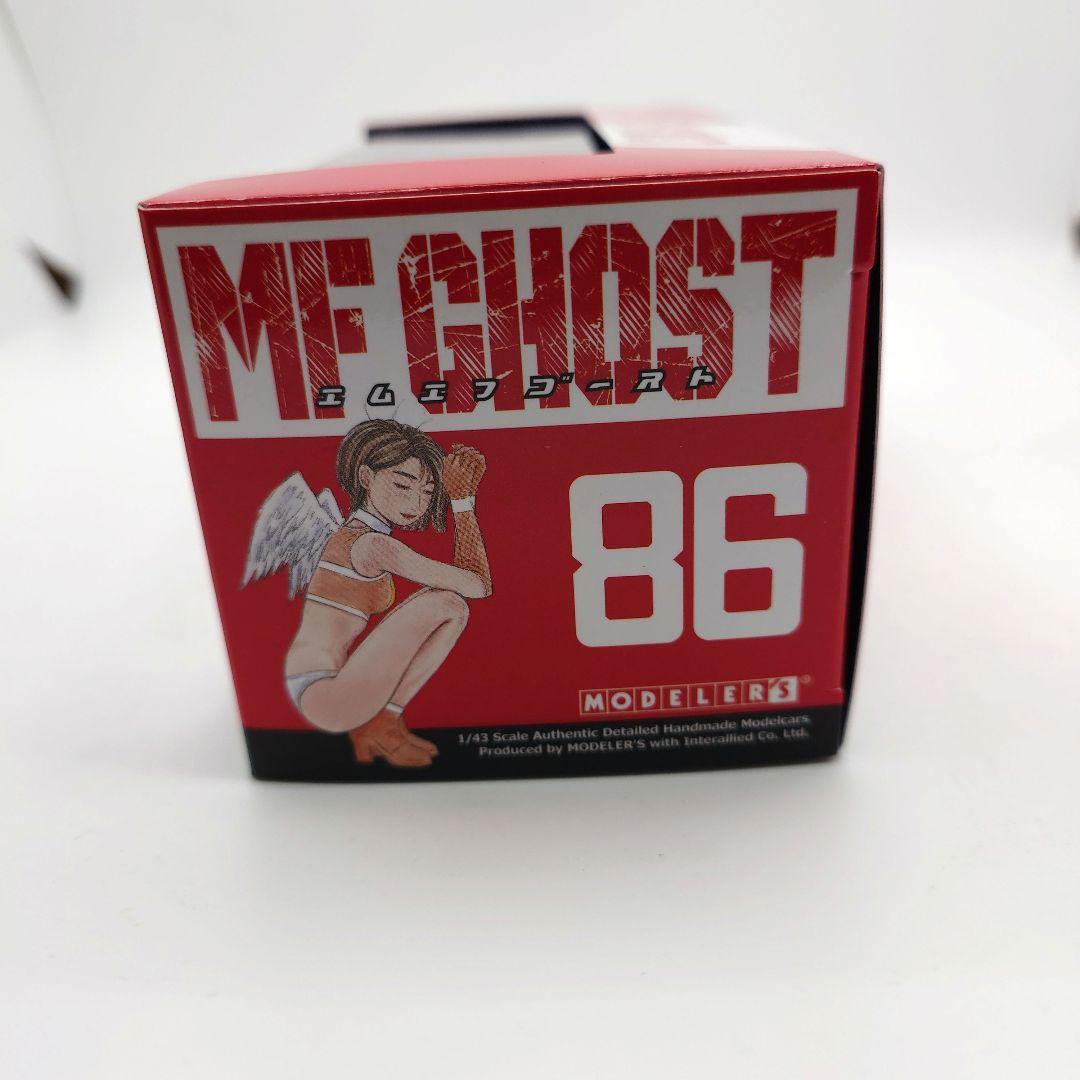 MF GHOST
エムエフゴースト
86
MODELER'S®
1/43 Scale Authentic Detailed Handmade Modelcars
Produced by MODELER'S with Interallied Co. Ltd.